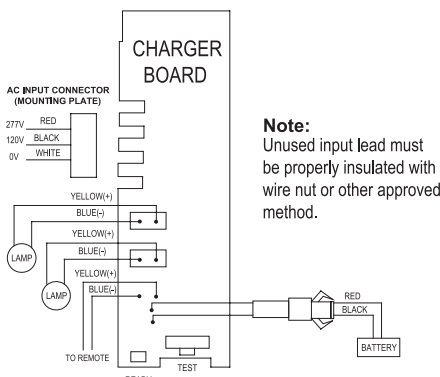 CHARGER
BOARD
AC INPUT CONNECTOR
(MOUNTING PLATE)
277V RED
120V BLACK
0V WHITE
Note:
Unused input lead must
be properly insulated with
wire nut or other approved
method.
YELLOW(+)
BLUE(-)
YELLOW(+)
LAMP
BLUE(-)
YELLOW(+)
LAMP
BLUE(-)
RED
BLACK
BATTERY
TO REMOTE
TEST